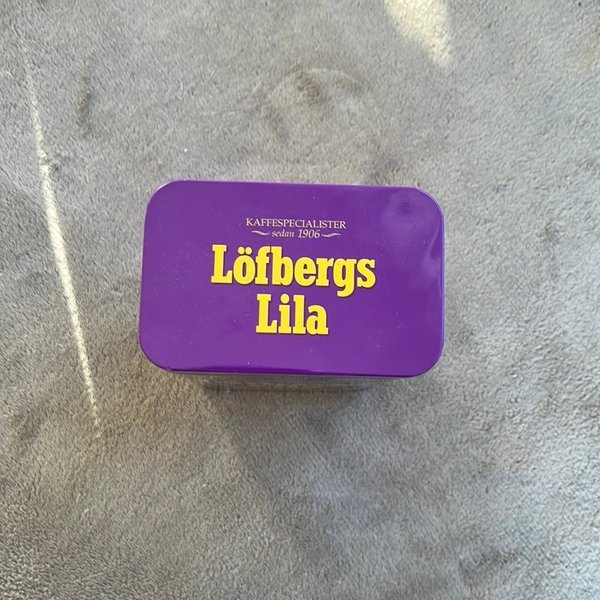 KAFFESPECIALISTER
sedan 1906
Löfbergs
Lila